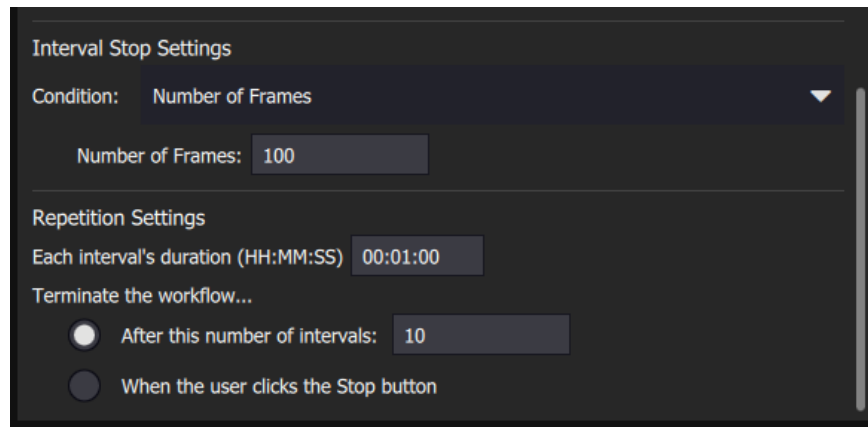 Interval Stop Settings
Condition: Number of Frames
Number of Frames: 100
Repetition Settings
Each interval's duration (HH:MM:SS) 00:01:00
Terminate the workflow...
After this number of intervals: 10
When the user clicks the Stop button